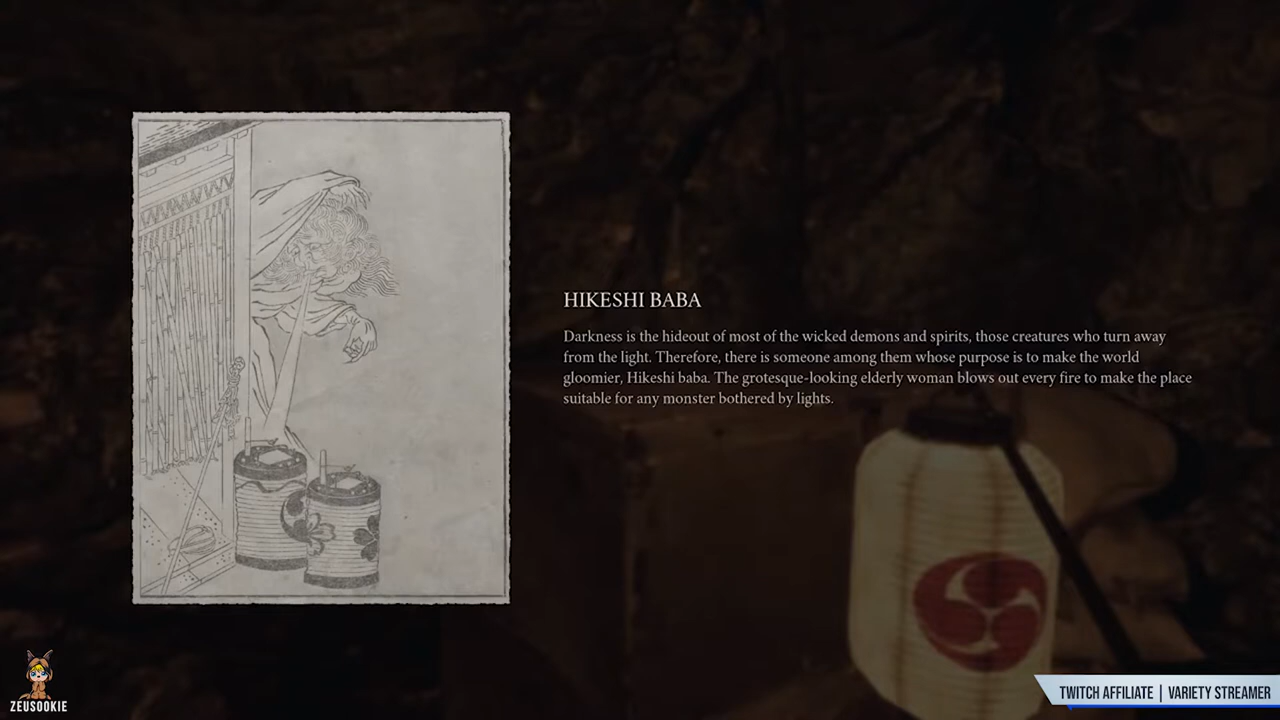 HIKESHI BABA
Darkness is the hideout of most of the wicked demons and spirits, those creatures who turn away
from the light. Therefore, there is someone among them whose purpose is to make the world
gloomier, Hikeshi baba. The grotesque-looking elderly woman blows out every fire to make the place
suitable for any monster bothered by lights.
ZEUSOOKIE
TWITCH AFFILIATE | VARIETY STREAMER